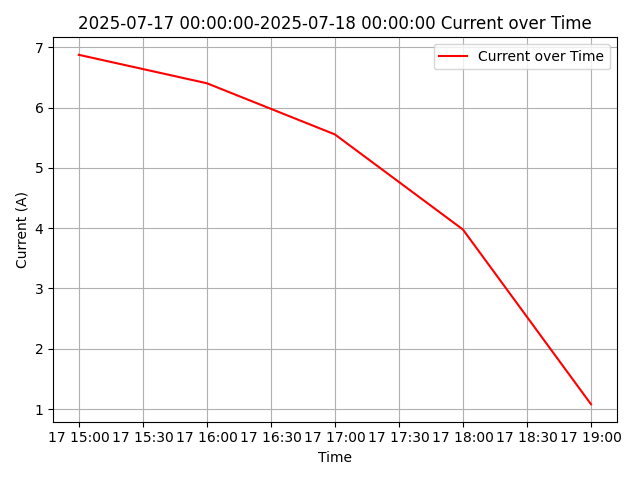 2025-07-17 00:00:00-2025-07-18 00:00:00 Current over Time
Current over Time
7
6
5
4
3
2
1
Current (A)
17 15:00 17 15:30 17 16:00 17 16:30 17 17:00 17 17:30 17 18:00 17 18:30 17 19:00
Time